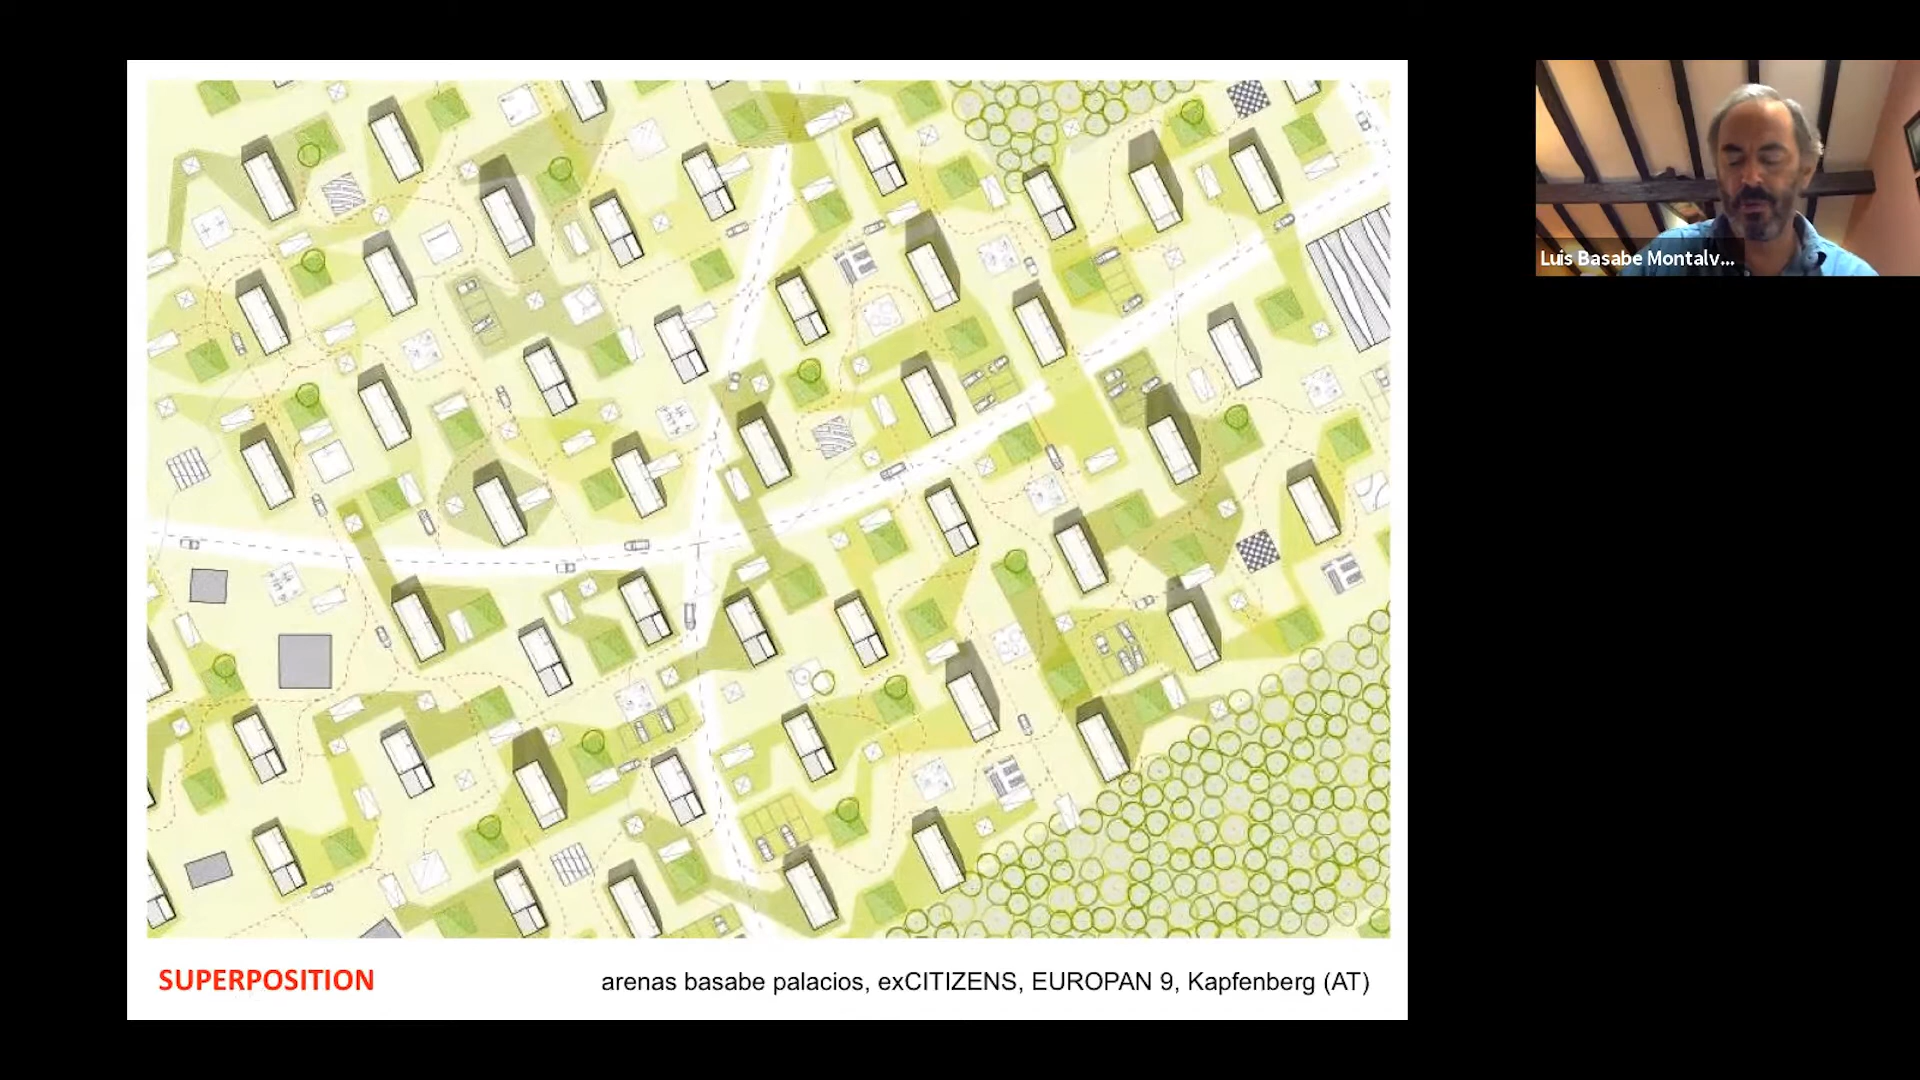 Luis Basabe Montalv...
SUPERPOSITION
arenas basabe palacios, exCITIZENS, EUROPAN 9, Kapfenberg (AT)